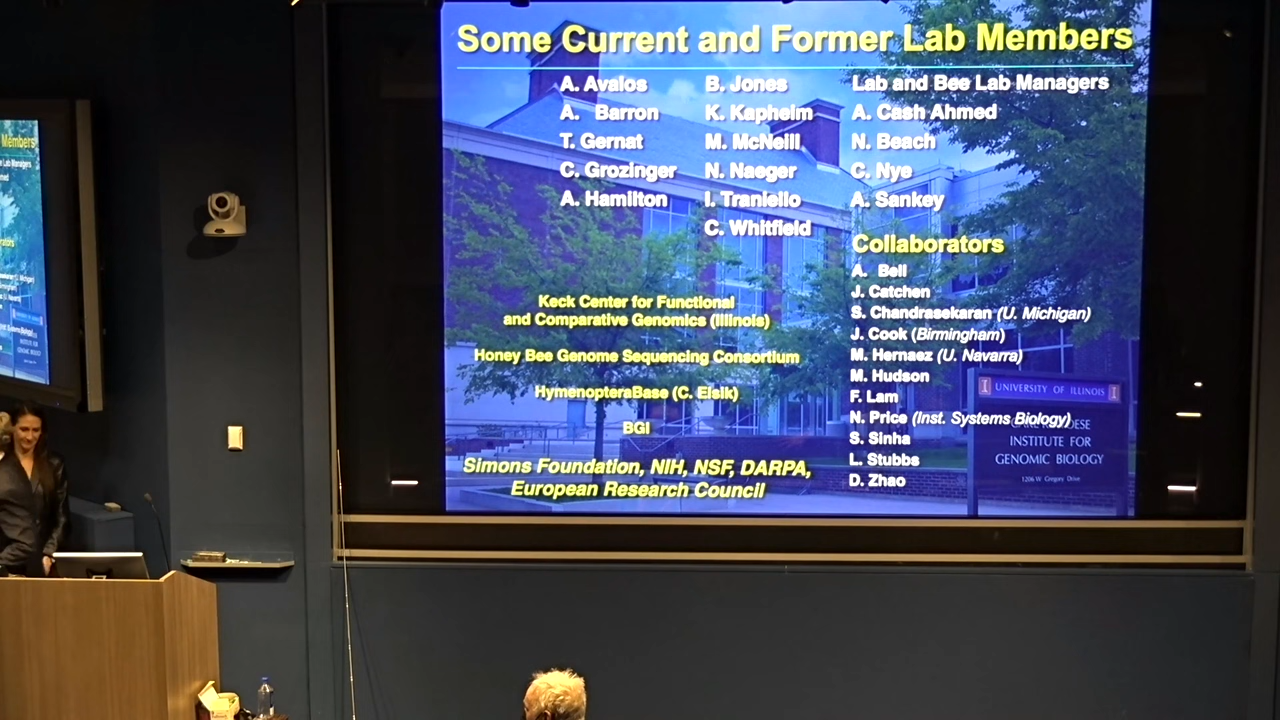 Some Current and Former Lab Members
A. Avalos
A. Barron
T. Gernat
C. Grozinger
A. Hamilton
B. Jones
K. Kapheim
M. McNeill
N. Naeger
I. Traniello
C. Whitfield
Lab and Bee Lab Managers
A. Cash Ahmed
N. Beach
C. Nye
A. Sankey
Collaborators
A. Bell
J. Catchen
S. Chandrasekaran (U. Michigan)
J. Cook (Birmingham)
M. Hernaez (U. Navarra)
M. Hudson
F. Lam
N. Price (Inst. Systems Biology)
S. Sinha
L. Stubbs
D. Zhao
Keck Center for Functional
and Comparative Genomics (Illinois)
Honey Bee Genome Sequencing Consortium
HymenopteraBase (C. Elsik)
BGI
Simons Foundation, NIH, NSF, DARPA,
European Research Council
UNIVERSITY OF ILLINOIS
INSTITUTE FOR
GENOMIC BIOLOGY
1206 W. Gregory Drive
Members
Lab Managers